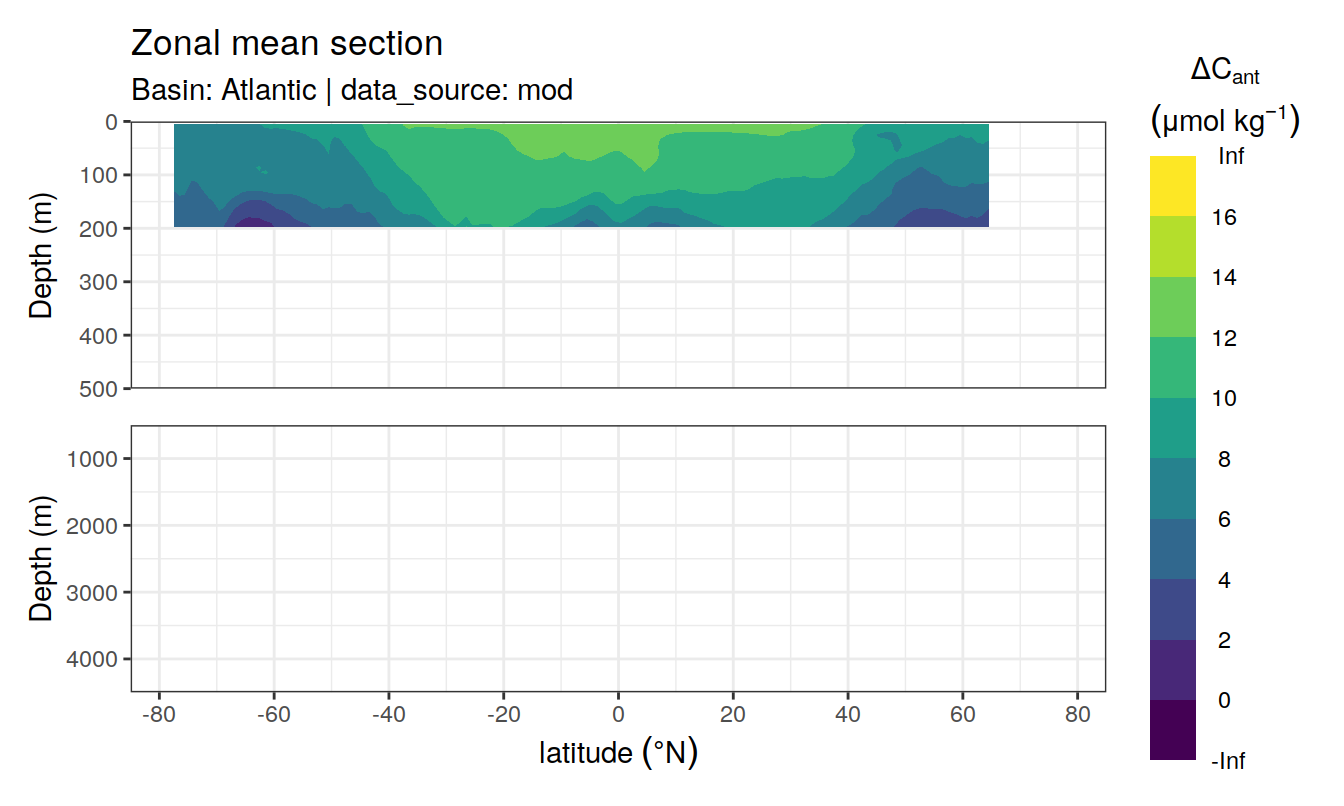 Zonal mean section
Basin: Atlantic | data_source: mod
Depth (m)
0
100
200
300
400
500
Depth (m)
1000
2000
3000
4000
-80 -60 -40 -20 0 20 40 60 80
latitude (°N)
ΔCant
(μmol kg⁻¹)
Inf
16
14
12
10
8
6
4
2
0
-Inf